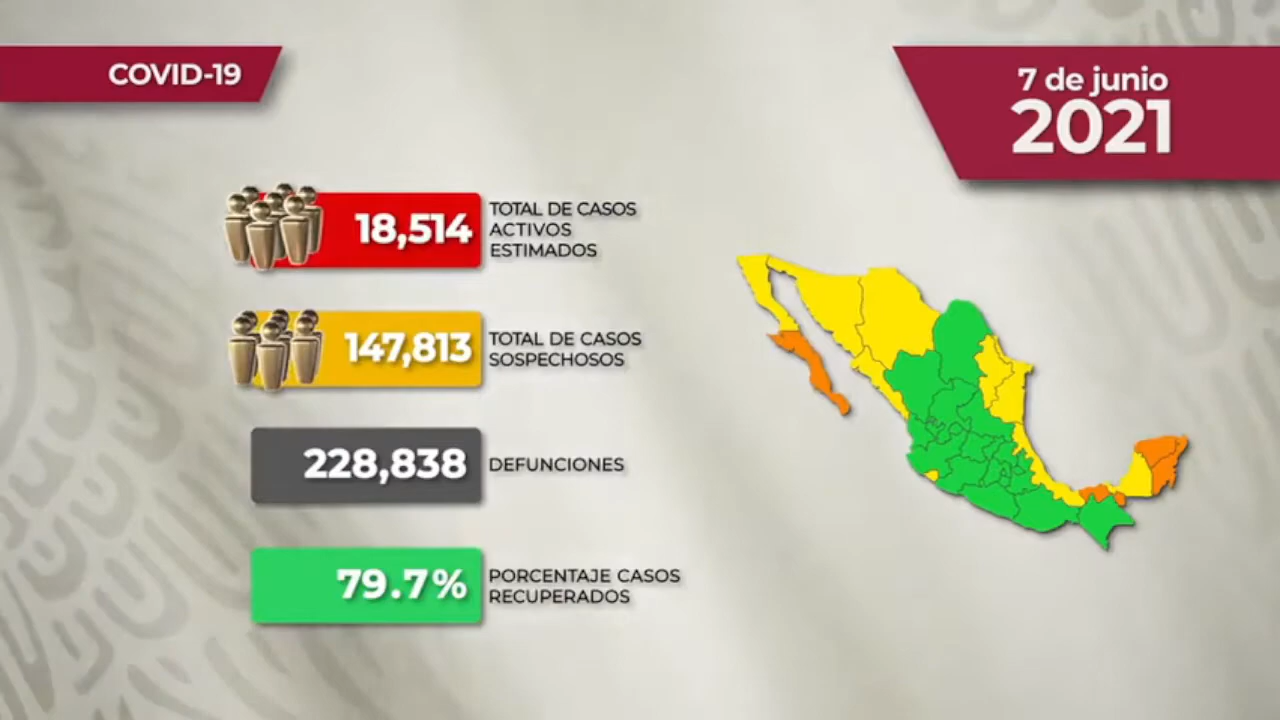 COVID-19
7 de junio
2021
18,514
TOTAL DE CASOS
ACTIVOS
ESTIMADOS
147,813
TOTAL DE CASOS
SOSPECHOSOS
228,838
DEFUNCIONES
79.7%
PORCENTAJE CASOS
RECUPERADOS